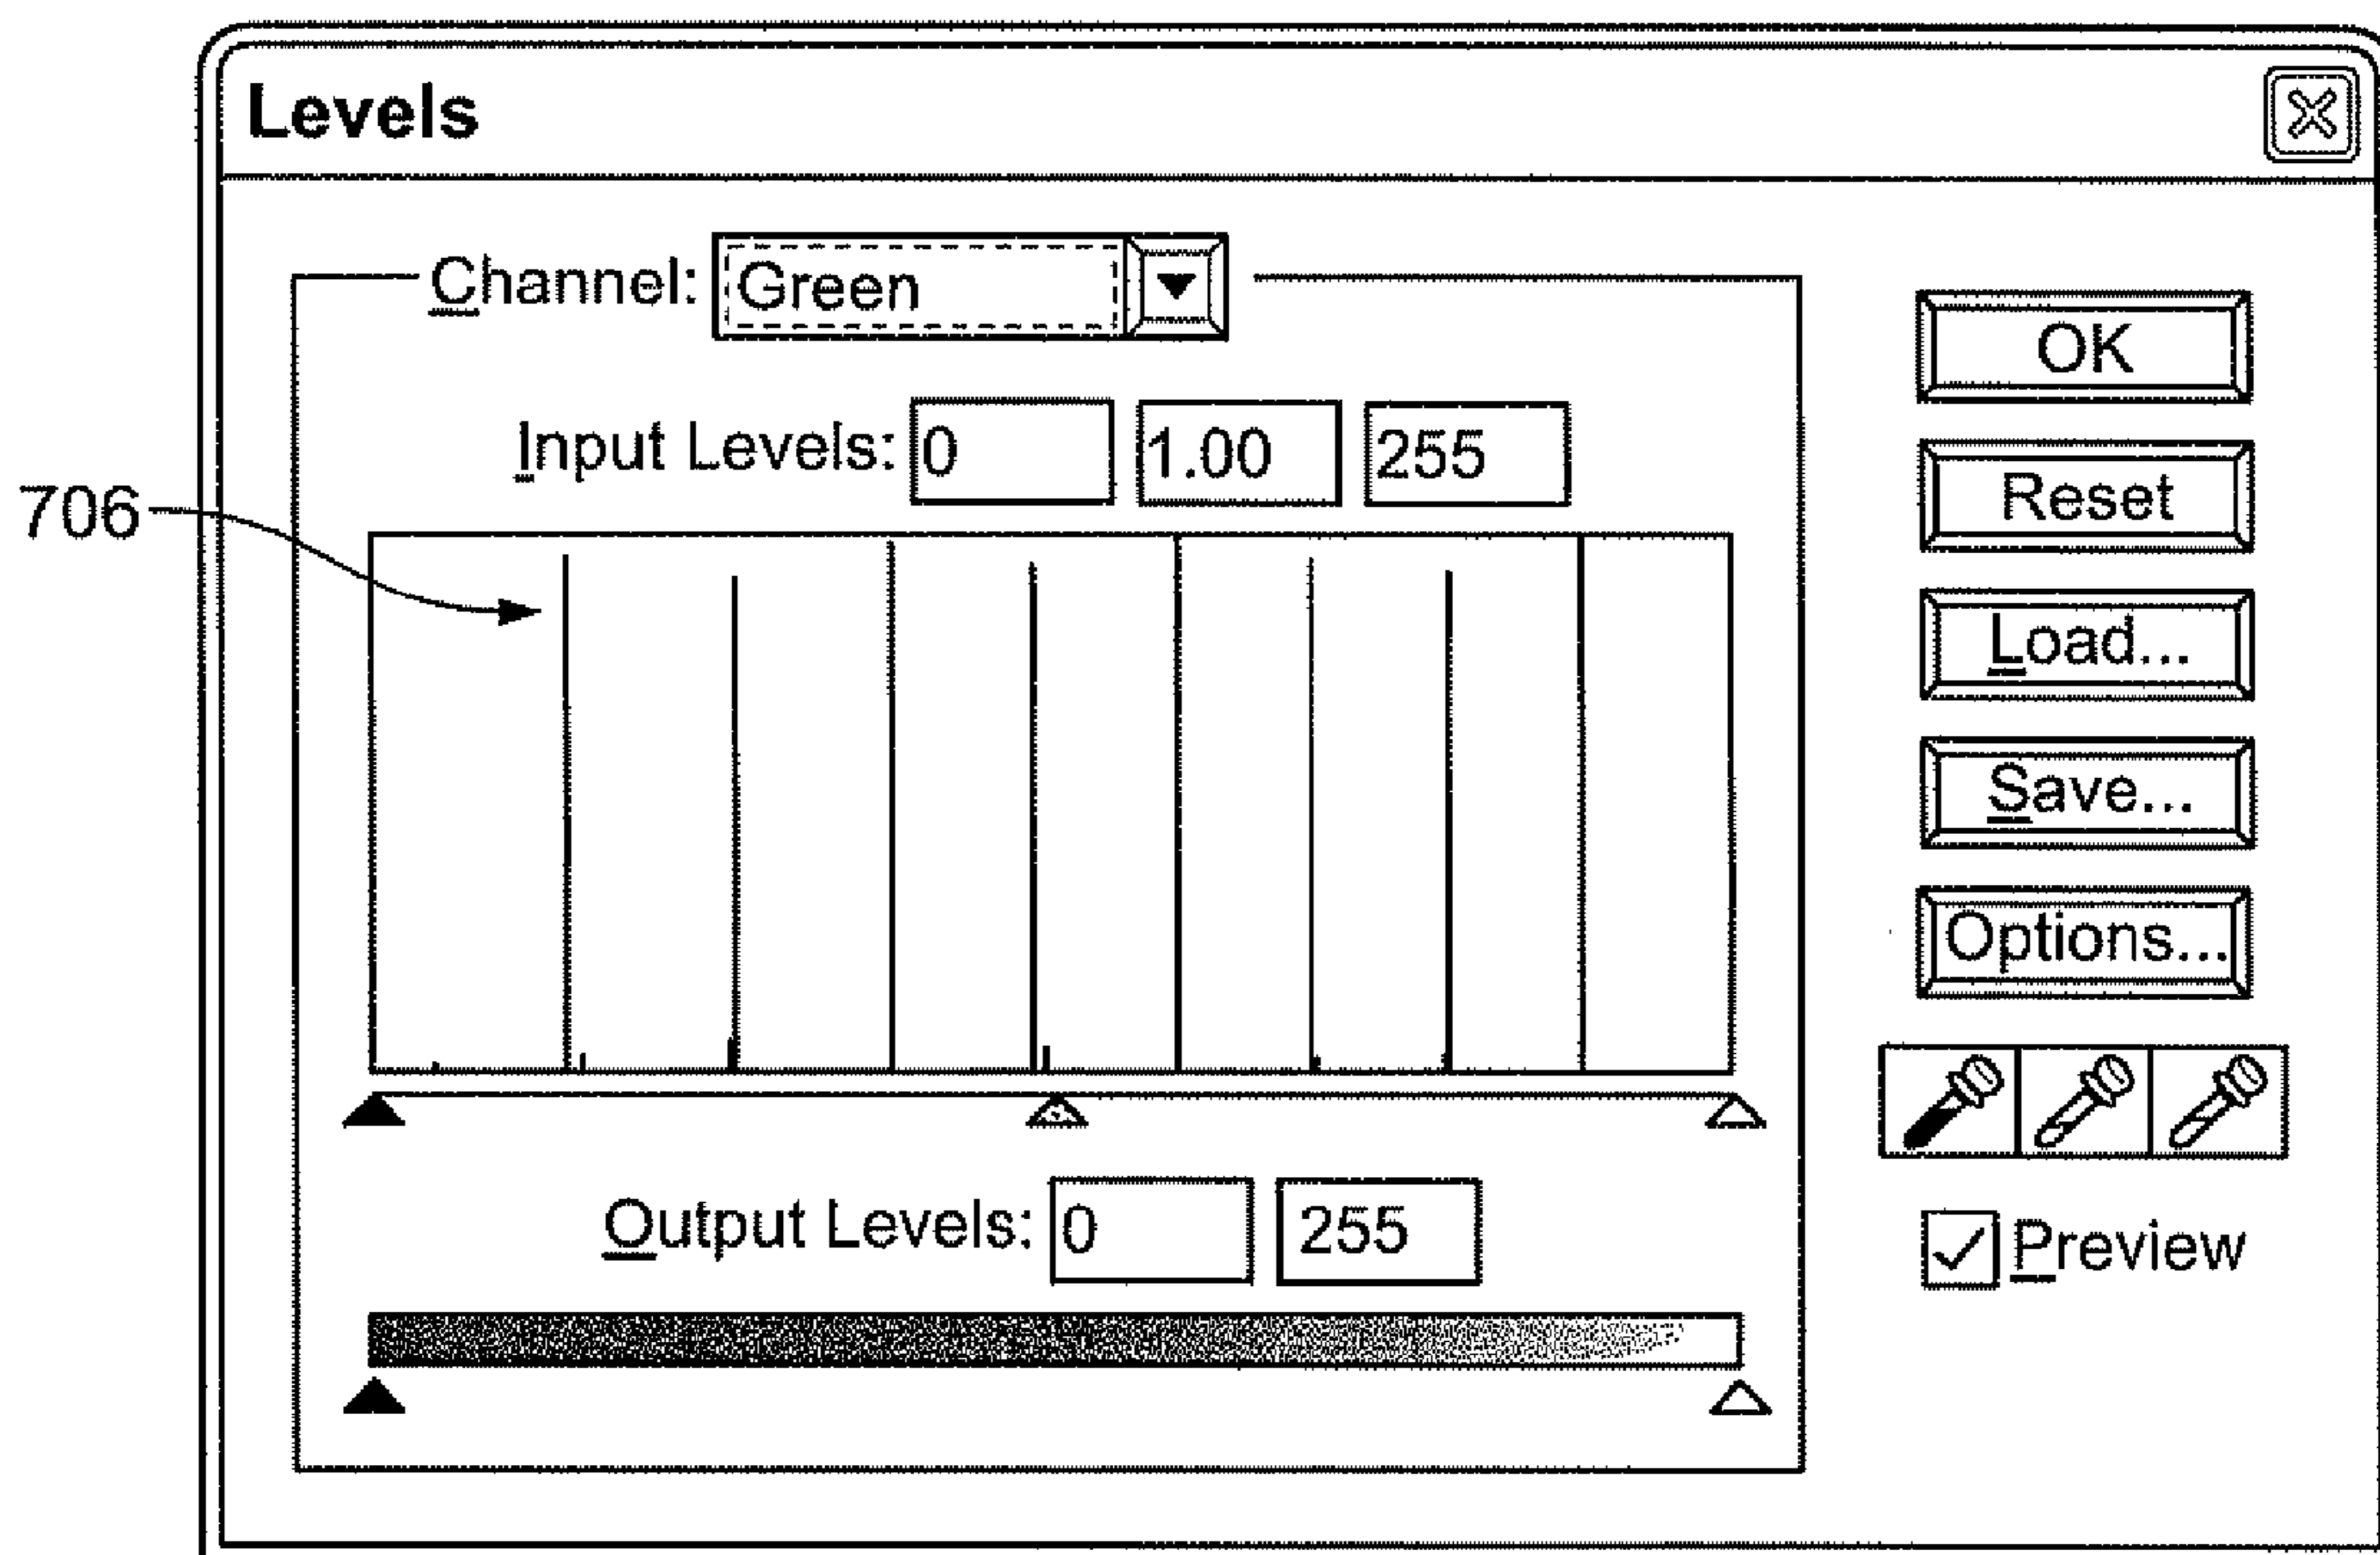 Levels
Channel: Green
Input Levels: 0 1.00 255
706
Output Levels: 0 255
OK
Reset
Load...
Save...
Options...
Preview